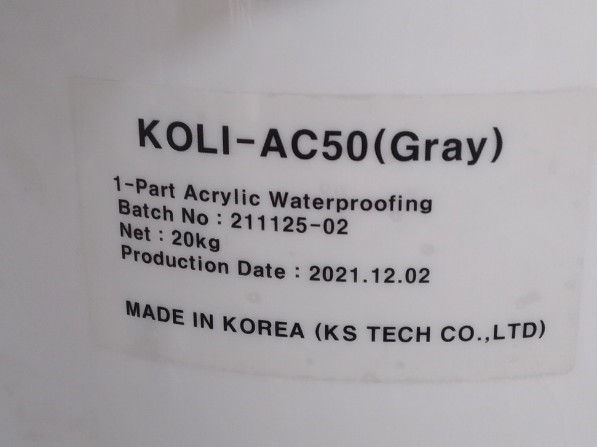 KOLI-AC50(Gray)
1-Part Acrylic Waterproofing
Batch No : 211125-02
Net : 20kg
Production Date : 2021.12.02
MADE IN KOREA (KS TECH CO.,LTD)